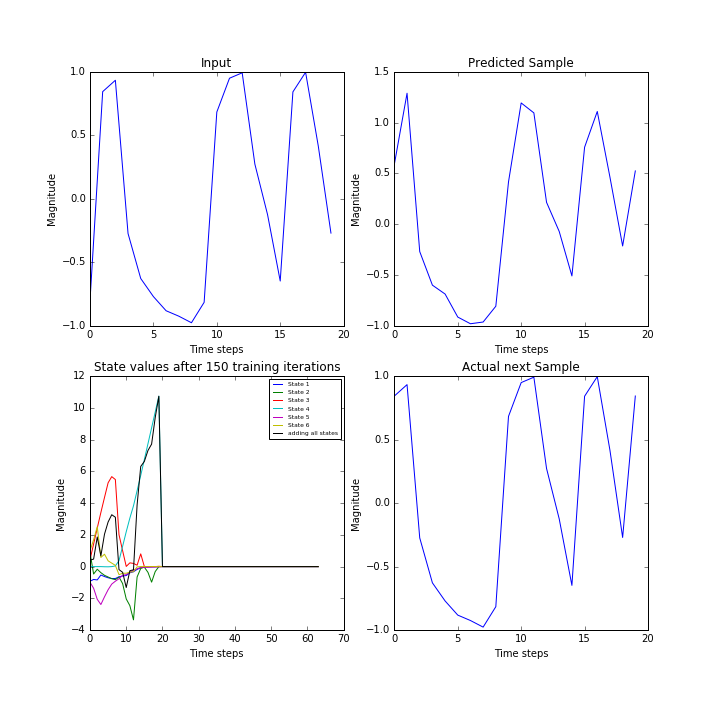 Input
1.0
0.5
0.0
−0.5
−1.0
Magnitude
0 5 10 15 20
Time steps
Predicted Sample
1.5
1.0
0.5
0.0
−0.5
−1.0
Magnitude
0 5 10 15 20
Time steps
State values after 150 training iterations
12
10
8
6
4
2
0
−2
−4
Magnitude
State 1
State 2
State 3
State 4
State 5
State 6
adding all states
0 10 20 30 40 50 60 70
Time steps
Actual next Sample
1.0
0.5
0.0
−0.5
−1.0
Magnitude
0 5 10 15 20
Time steps